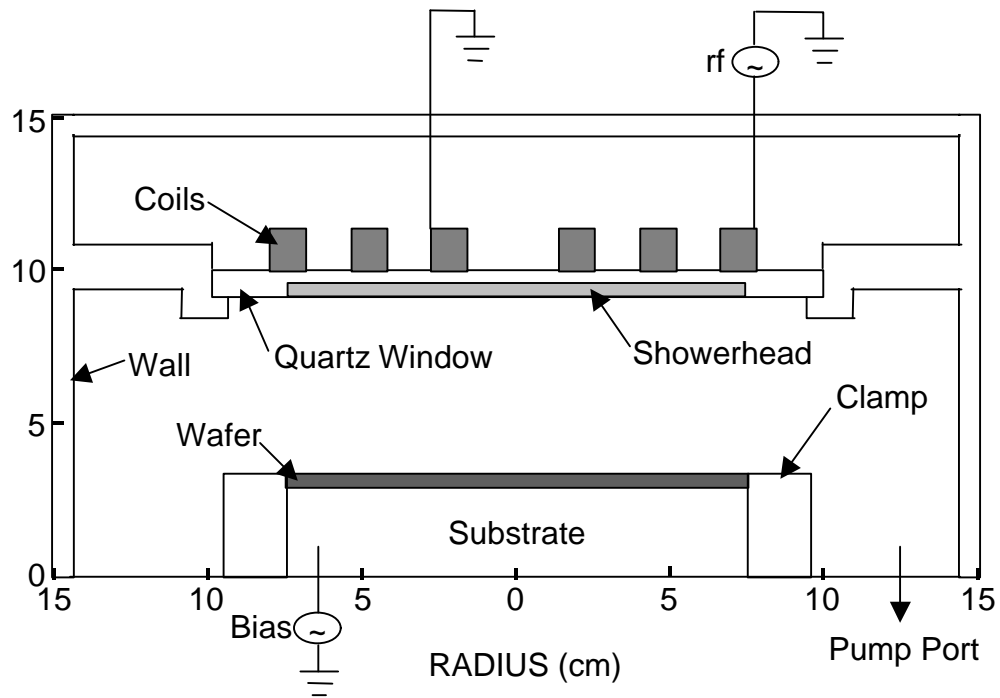 rf
~
15
Coils
10
Quartz Window
Showerhead
Wall
Clamp
5
Wafer
Substrate
0
15
10
5
0
5
10
15
Bias
~
RADIUS (cm)
Pump Port